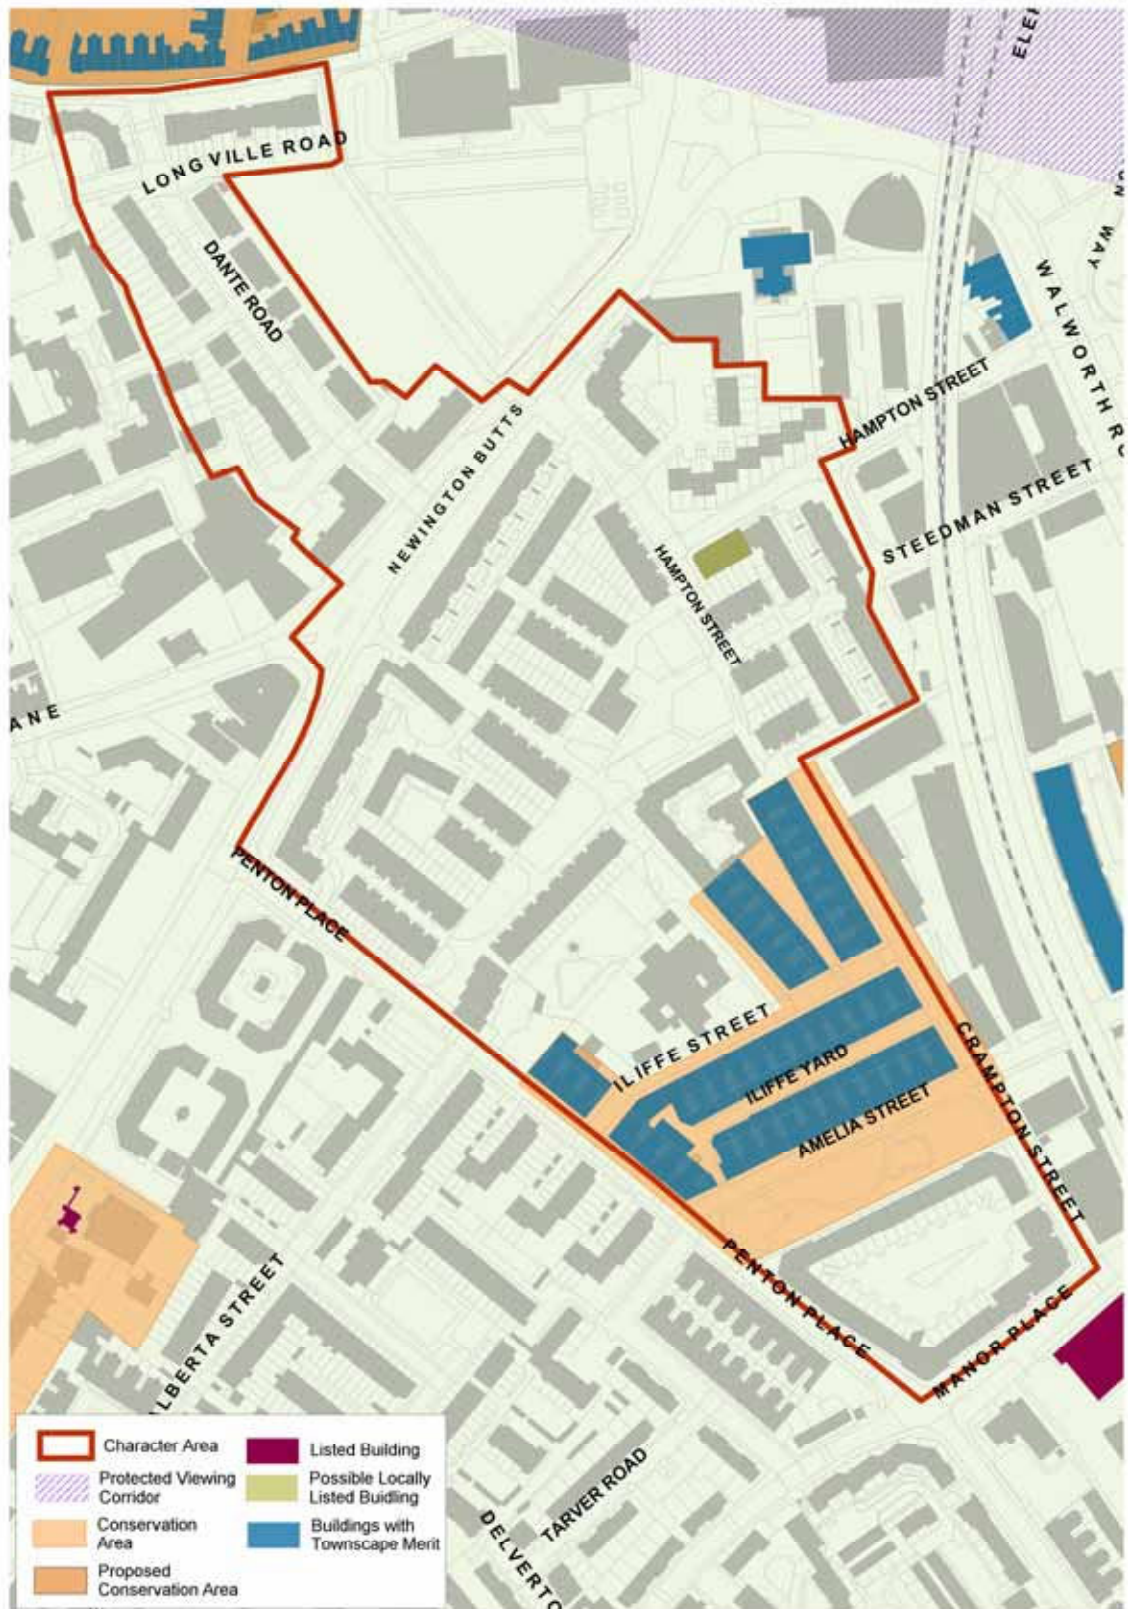 ELE
LONGVILLE ROAD
DANTE ROAD
WAY
WALWORTH R
HAMPTON STREET
NEWINGTON BUTTS
STEEDMAN STREET
HAMPTON STREET
ANE
PENTON PLACE
ILIFFE STREET
ILIFFE YARD
AMELIA STREET
CRAMPTON STREET
PENTON PLACE
MANOR PLACE
ALBERTA STREET
TARVER ROAD
DELVERTO
Character Area
Protected Viewing
Corridor
Conservation
Area
Proposed
Conservation Area
Listed Building
Possible Locally
Listed Buidling
Buildings with
Townscape Merit